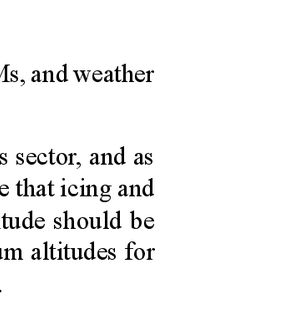 Ms, and weather
s sector, and as
e that icing and
tude should be
um altitudes for
.